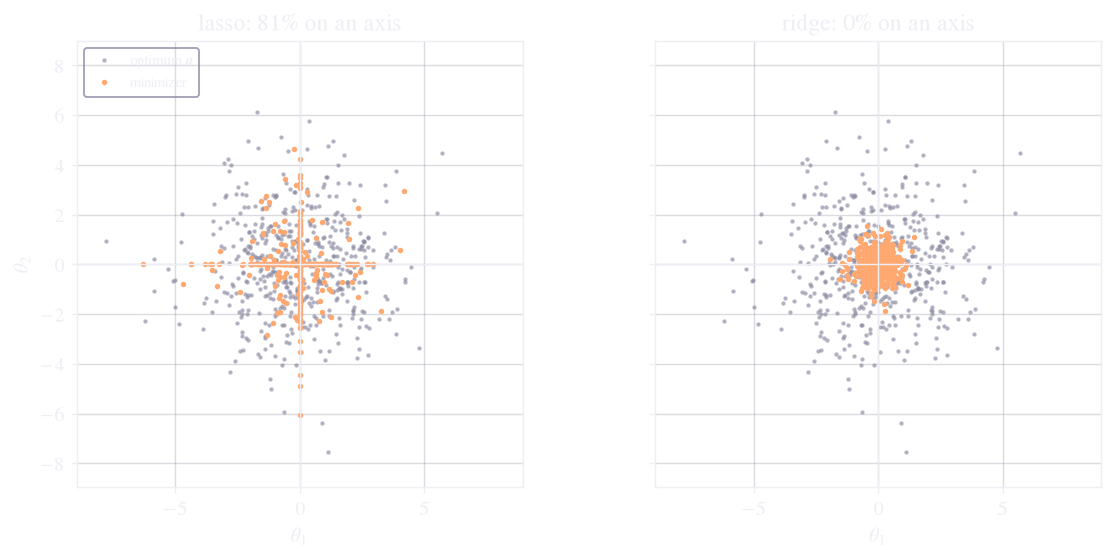 lasso: 81% on an axis
ridge: 0% on an axis
optimum a
minimizer
8
6
4
2
0
−2
−4
−6
−8
θ₂
−5
0
5
θ₁
−5
0
5
θ₁